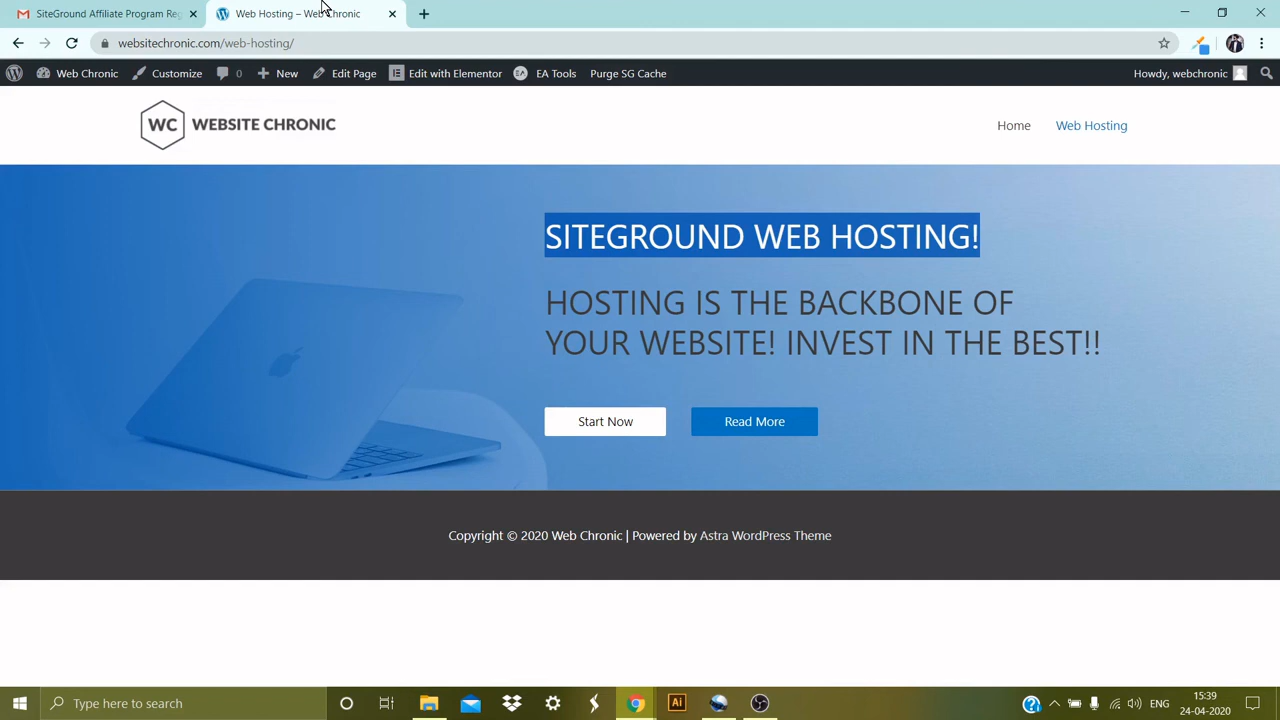 SiteGround Affiliate Program Reg
Web Hosting – Web Chronic
websitechronic.com/web-hosting/
Web Chronic
Customize
0
New
Edit Page
Edit with Elementor
EA Tools
Purge SG Cache
Howdy, webchronic
WC WEBSITE CHRONIC
Home
Web Hosting
SITEGROUND WEB HOSTING!
HOSTING IS THE BACKBONE OF
YOUR WEBSITE! INVEST IN THE BEST!!
Start Now
Read More
Copyright © 2020 Web Chronic | Powered by Astra WordPress Theme
Type here to search
Ai
ENG
15:39
24-04-2020